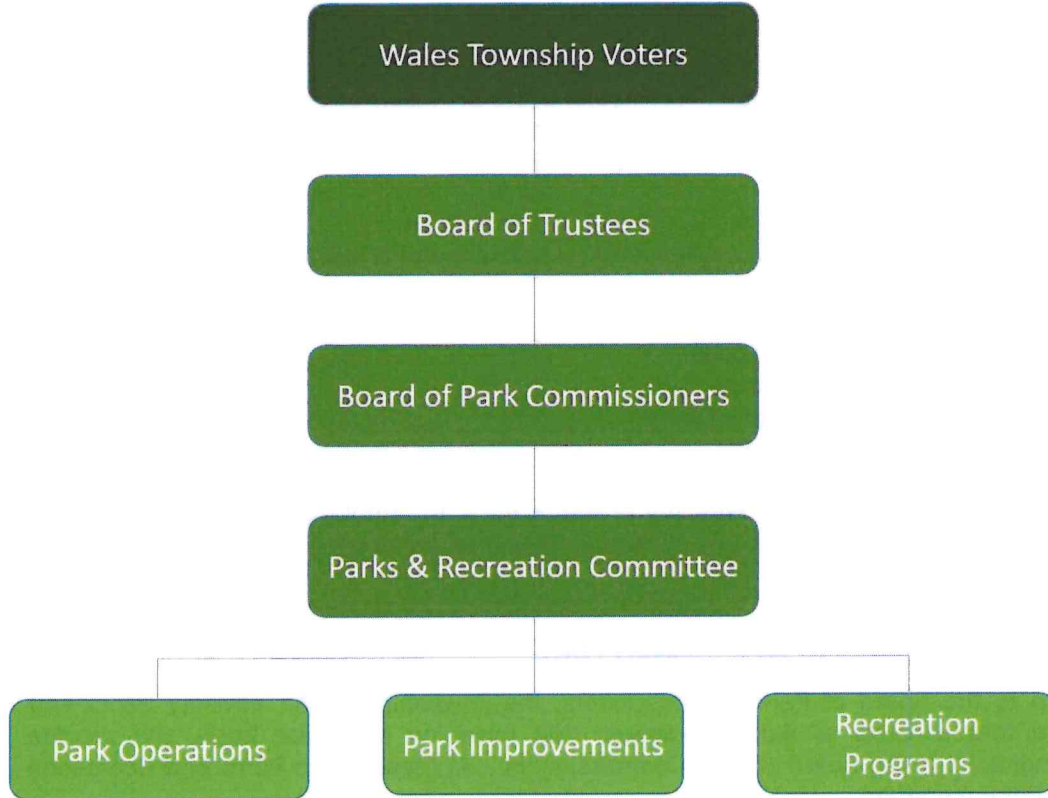 Wales Township Voters
Board of Trustees
Board of Park Commissioners
Parks & Recreation Committee
Park Operations
Park Improvements
Recreation
Programs